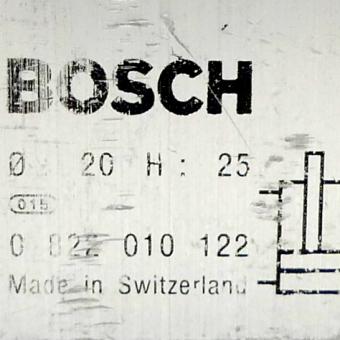 BOSCH
Ø: 20 H: 25
015
0 822 010 122
Made in Switzerland